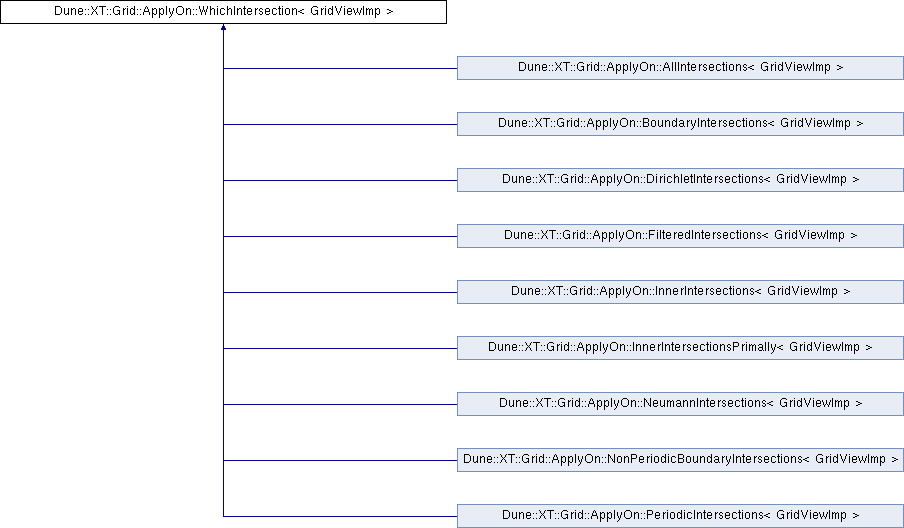 Dune::XT::Grid::ApplyOn::WhichIntersection< GridViewImp >
Dune::XT::Grid::ApplyOn::AllIntersections< GridViewImp >
Dune::XT::Grid::ApplyOn::BoundaryIntersections< GridViewImp >
Dune::XT::Grid::ApplyOn::DirichletIntersections< GridViewImp >
Dune::XT::Grid::ApplyOn::FilteredIntersections< GridViewImp >
Dune::XT::Grid::ApplyOn::InnerIntersections< GridViewImp >
Dune::XT::Grid::ApplyOn::InnerIntersectionsPrimally< GridViewImp >
Dune::XT::Grid::ApplyOn::NeumannIntersections< GridViewImp >
Dune::XT::Grid::ApplyOn::NonPeriodicBoundaryIntersections< GridViewImp >
Dune::XT::Grid::ApplyOn::PeriodicIntersections< GridViewImp >